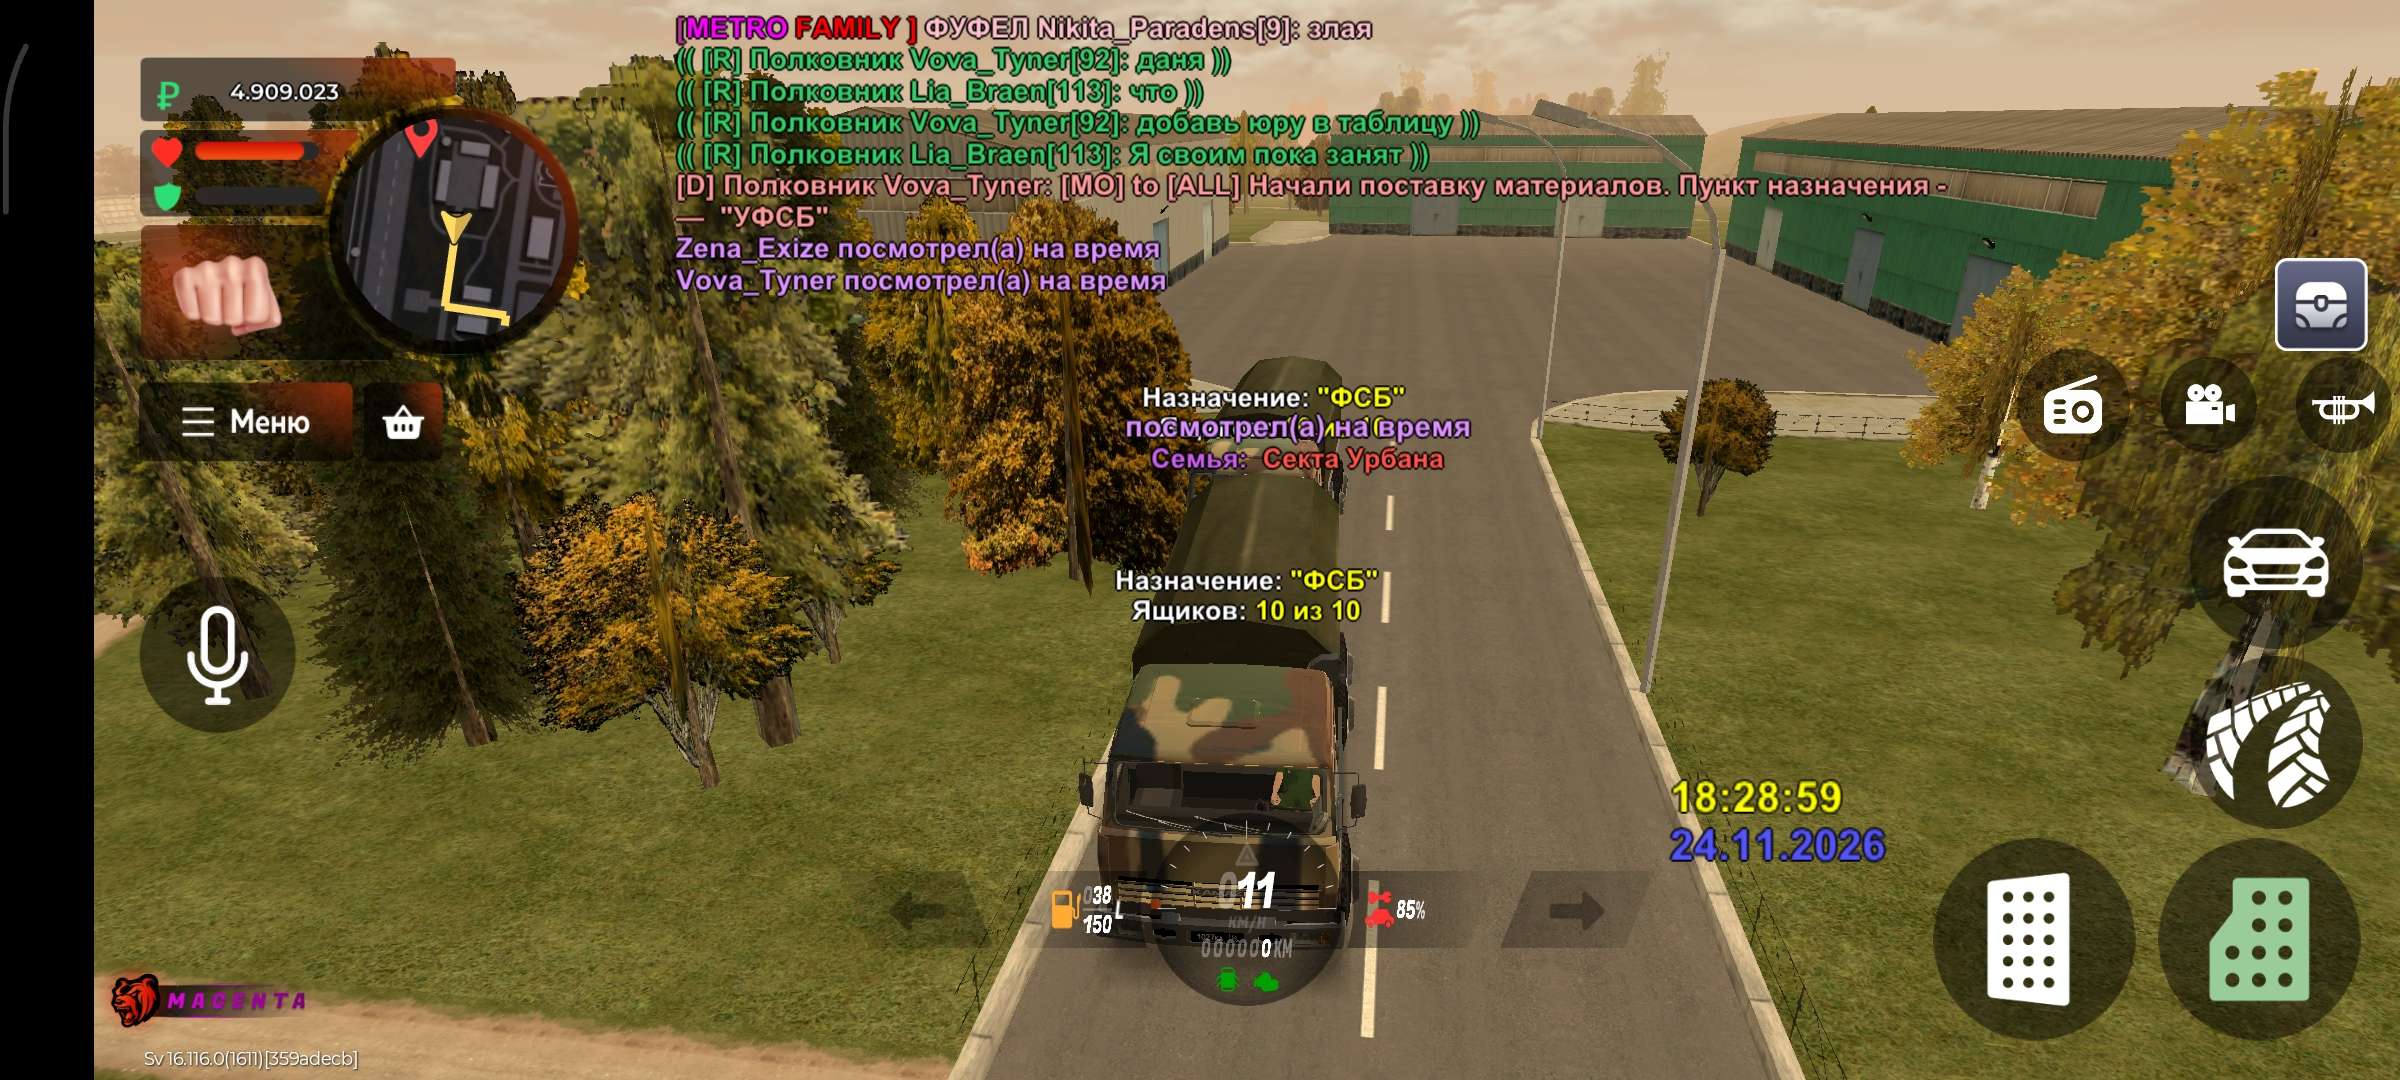 [METRO FAMILY ] ФУФЕЛ Nikita_Paradens[9]: злая
(( [R] Полковник Vova_Tyner[92]: даня ))
(( [R] Полковник Lia_Braen[113]: что ))
(( [R] Полковник Vova_Tyner[92]: добавь юру в таблицу ))
(( [R] Полковник Lia_Braen[113]: Я своим пока занят ))
[D] Полковник Vova_Tyner: [MO] to [ALL] Начали поставку материалов. Пункт назначения -
— "УФСБ"
Zena_Exize посмотрел(а) на время
Vova_Tyner посмотрел(а) на время
₽ 4.909.023
Меню
Назначение: "ФСБ"
посмотрел(а) на время
Семья: Секта Урбана
Назначение: "ФСБ"
Ящиков: 10 из 10
18:28:59
24.11.2026
038
150 L
011
KM/H
000000 KM
85%
MAGENTA
Sv 16.116.0(1611)[359adecb]